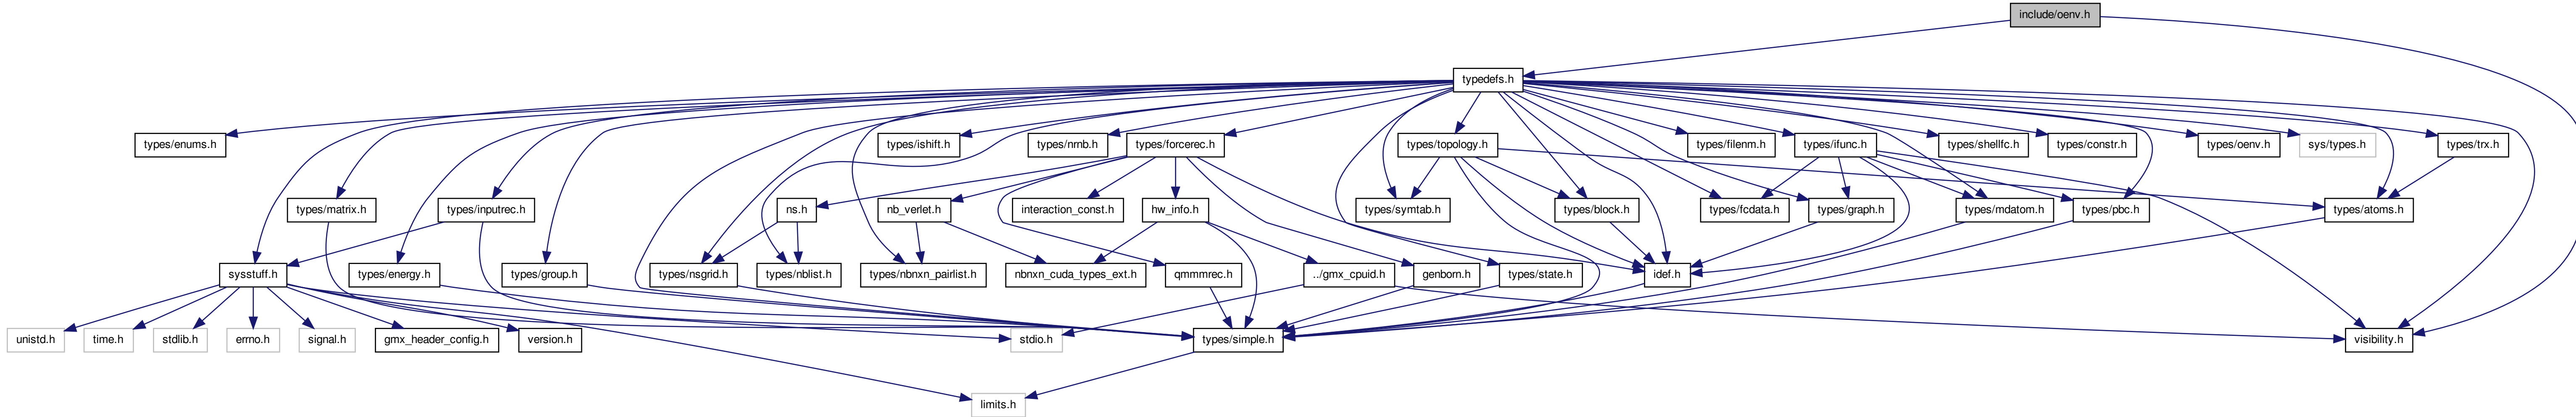 include/oenv.h
typedefs.h
types/enums.h
types/ishift.h
types/nrnb.h
types/forcerec.h
types/topology.h
types/filenm.h
types/ifunc.h
types/shellfc.h
types/constr.h
types/oenv.h
sys/types.h
types/trx.h
types/matrix.h
types/inputrec.h
ns.h
nb_verlet.h
interaction_const.h
hw_info.h
types/symtab.h
types/block.h
types/fcdata.h
types/graph.h
types/mdatom.h
types/pbc.h
types/atoms.h
sysstuff.h
types/energy.h
types/group.h
types/nsgrid.h
types/nblist.h
types/nbnxn_pairlist.h
nbnxn_cuda_types_ext.h
qmmmrec.h
../gmx_cpuid.h
genborn.h
types/state.h
idef.h
unistd.h
time.h
stdlib.h
errno.h
signal.h
gmx_header_config.h
version.h
stdio.h
types/simple.h
visibility.h
limits.h